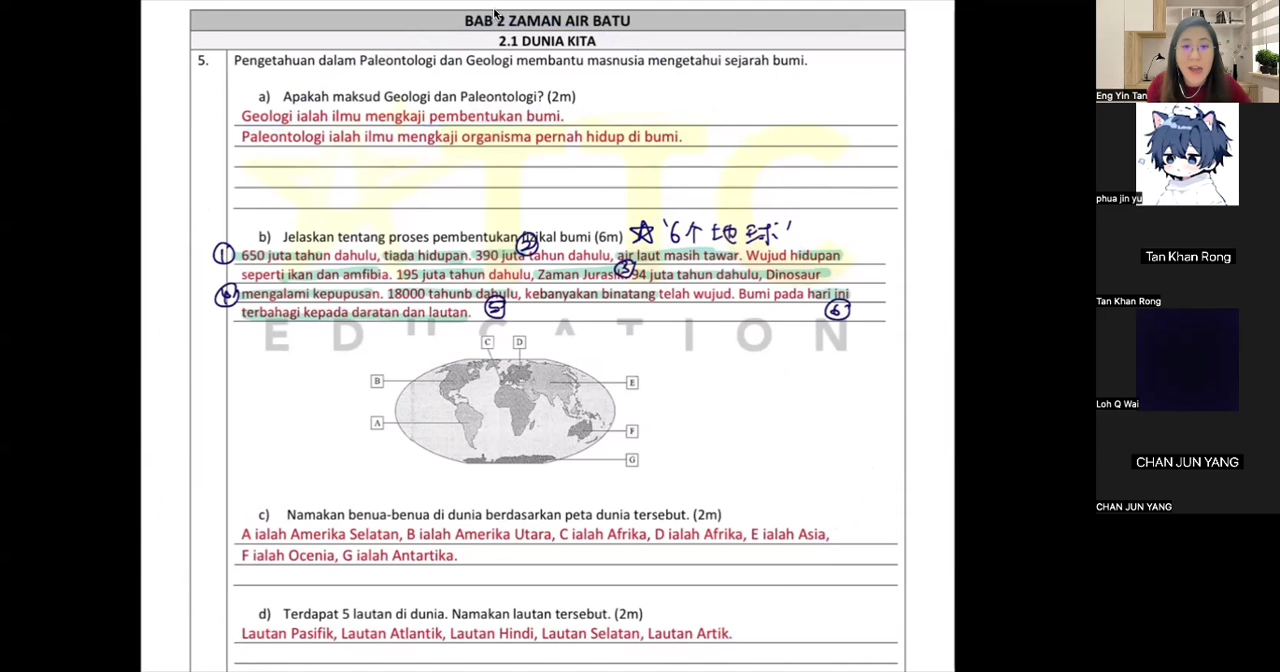 BAB 2 ZAMAN AIR BATU
2.1 DUNIA KITA
5. Pengetahuan dalam Paleontologi dan Geologi membantu masnusia mengetahui sejarah bumi.
a) Apakah maksud Geologi dan Paleontologi? (2m)
Geologi ialah ilmu mengkaji pembentukan bumi.
Paleontologi ialah ilmu mengkaji organisma pernah hidup di bumi.
b) Jelaskan tentang proses pembentukan fizikal bumi (6m) ☆ '6个地球'
① 650 juta tahun dahulu, tiada hidupan. ② 390 juta tahun dahulu, air laut masih tawar. Wujud hidupan
seperti ikan dan amfibia. 195 juta tahun dahulu, Zaman Jurasik. ③ 94 juta tahun dahulu, Dinosaur
④ mengalami kepupusan. 18000 tahunb dahulu, kebanyakan binatang telah wujud. Bumi pada hari ini
terbahagi kepada daratan dan lautan. ⑤ ⑥
TTC
EDUCATION
C D
B E
A F
G
c) Namakan benua-benua di dunia berdasarkan peta dunia tersebut. (2m)
A ialah Amerika Selatan, B ialah Amerika Utara, C ialah Afrika, D ialah Afrika, E ialah Asia,
F ialah Ocenia, G ialah Antartika.
d) Terdapat 5 lautan di dunia. Namakan lautan tersebut. (2m)
Lautan Pasifik, Lautan Atlantik, Lautan Hindi, Lautan Selatan, Lautan Artik.
Eng Yin Tan
phua jin yu
Tan Khan Rong
Tan Khan Rong
Loh Q Wai
CHAN JUN YANG
CHAN JUN YANG